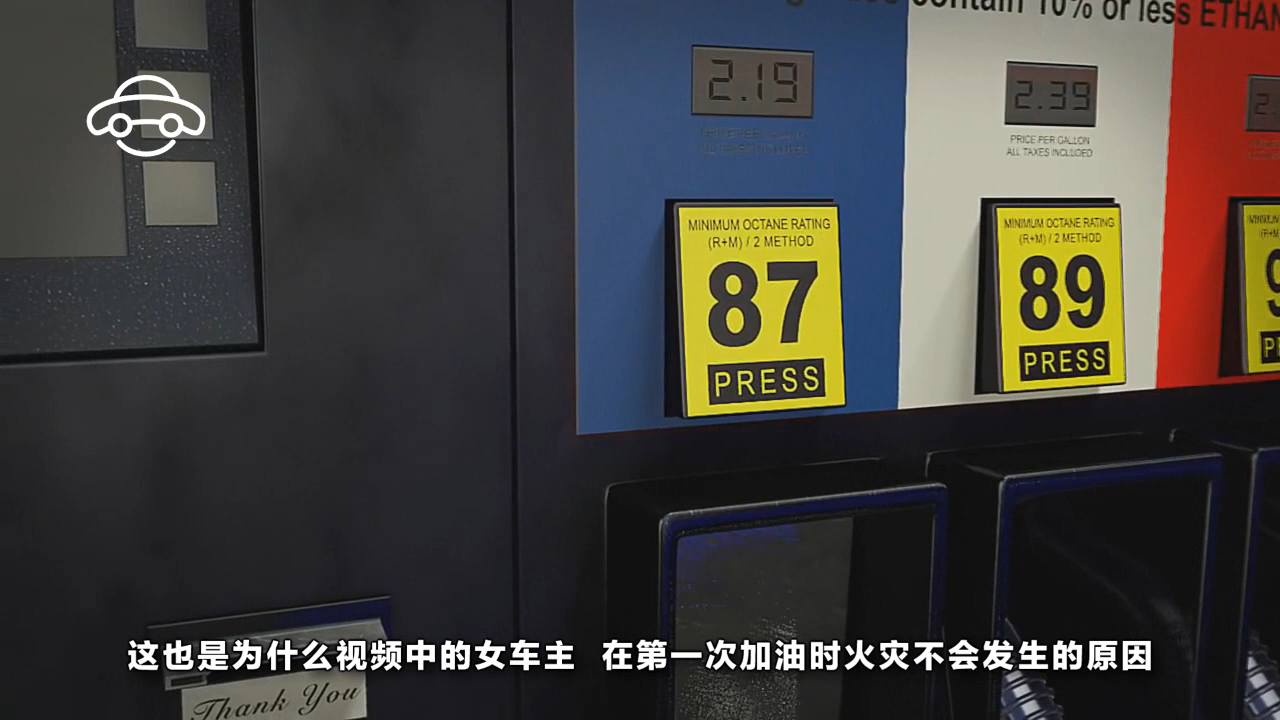 contain 10% or less ETHAN
2.19
2.39
PRICE PER GALLON
ALL TAXES INCLUDED
MINIMUM OCTANE RATING
(R+M) / 2 METHOD
87
PRESS
MINIMUM OCTANE RATING
(R+M) / 2 METHOD
89
PRESS
这也是为什么视频中的女车主 在第一次加油时火灾不会发生的原因
Thank You